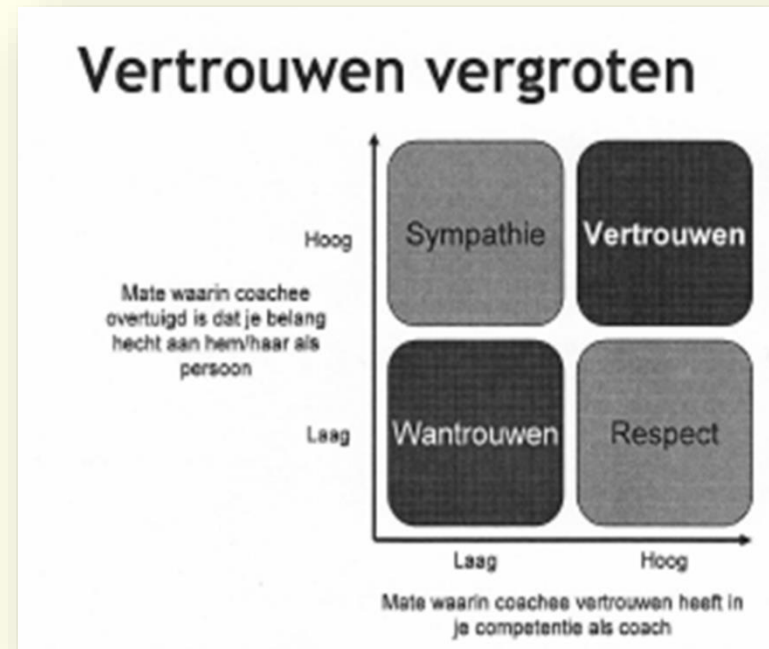 Vertrouwen vergroten
Hoog
Sympathie
Vertrouwen
Mate waarin coachee
overtuigd is dat je belang
hecht aan hem/haar als
persoon
Laag
Wantrouwen
Respect
Laag
Hoog
Mate waarin coachee vertrouwen heeft in
je competentie als coach